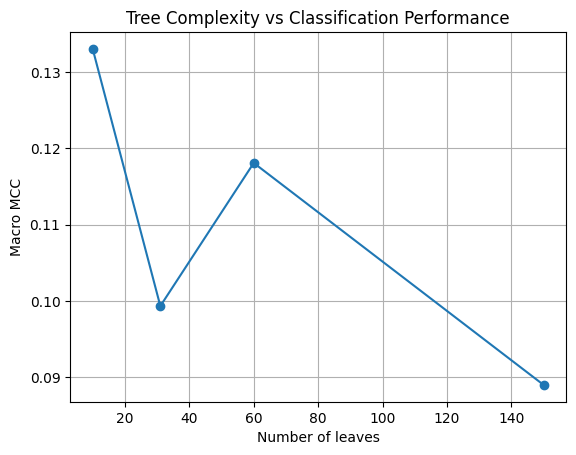 Tree Complexity vs Classification Performance
Macro MCC
0.13
0.12
0.11
0.10
0.09
20 40 60 80 100 120 140
Number of leaves